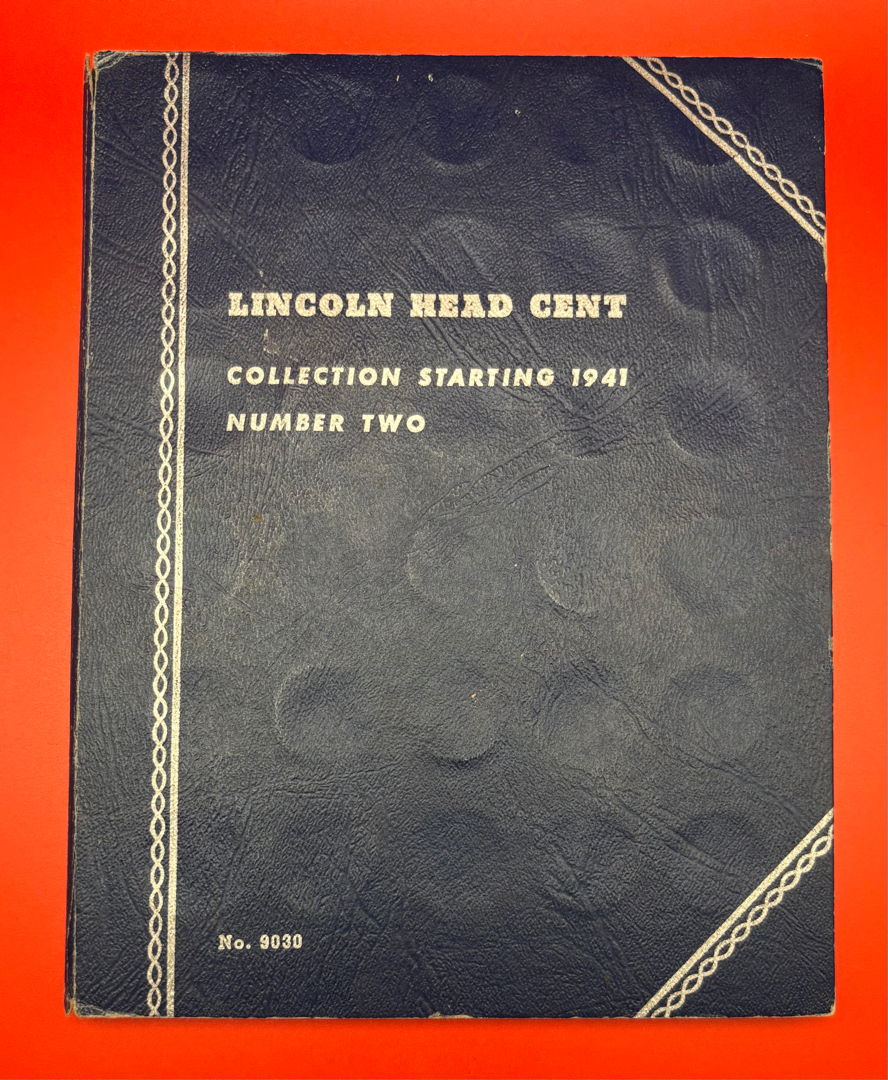 LINCOLN HEAD CENT
COLLECTION STARTING 1941
NUMBER TWO
No. 9030